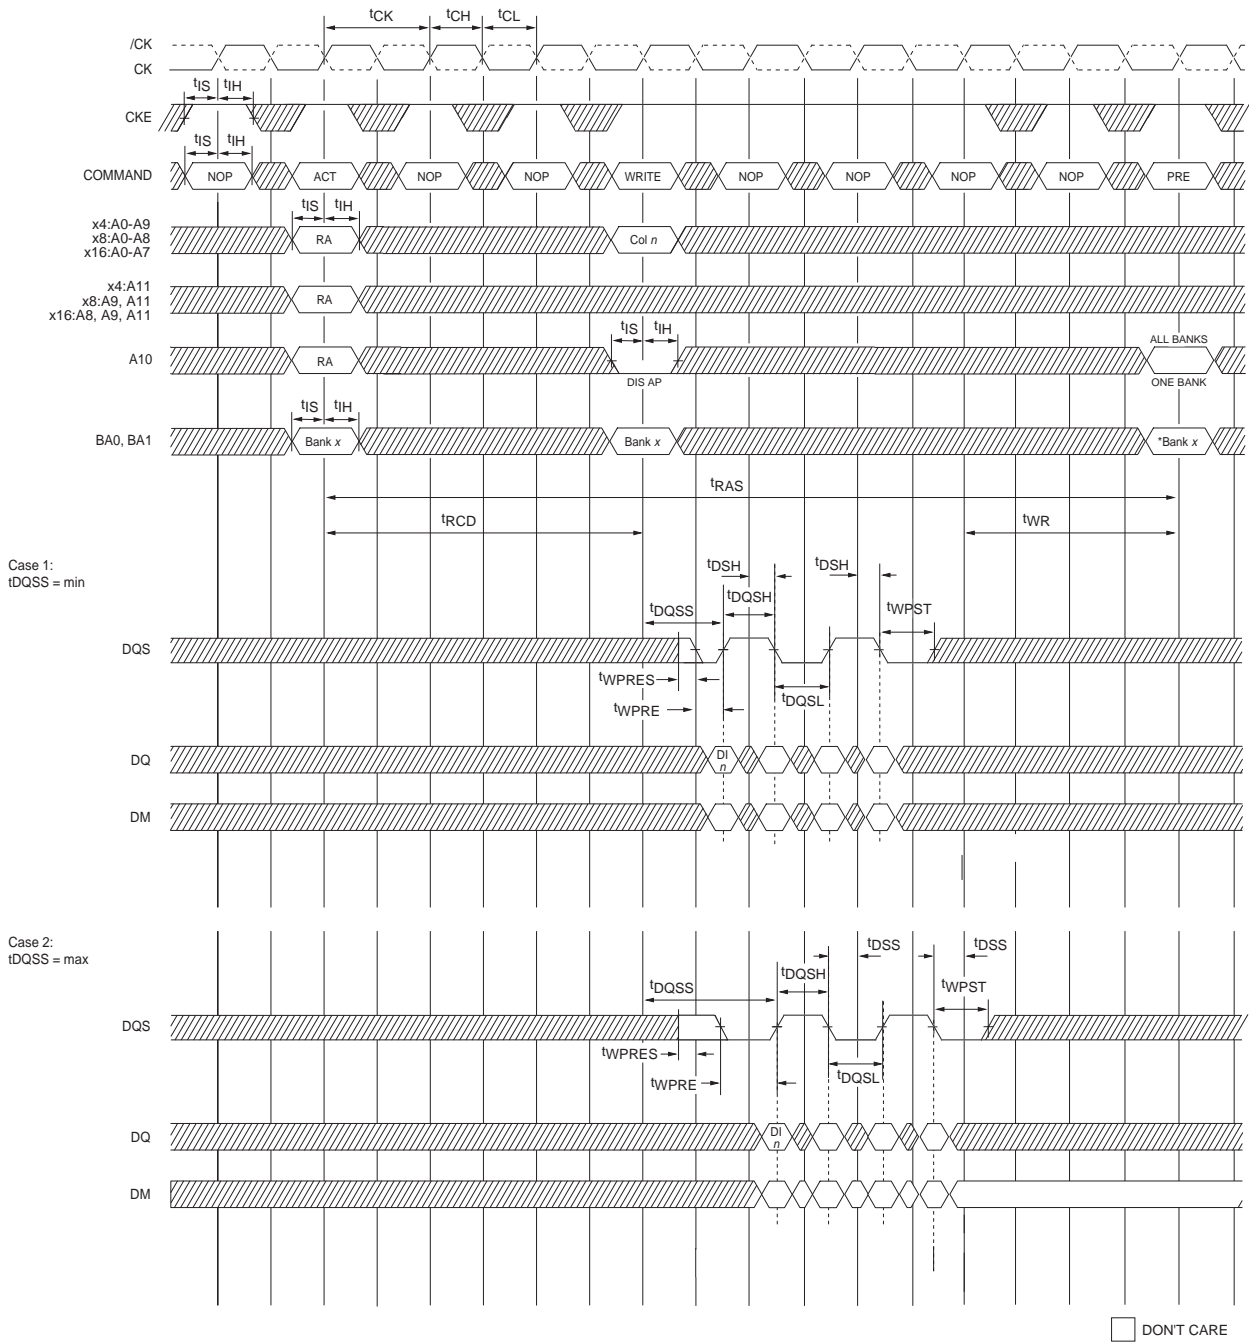 tCK tCH tCL
/CK
CK
tIS tIH
CKE
tIS tIH
COMMAND NOP ACT NOP NOP WRITE NOP NOP NOP NOP PRE
tIS tIH
x4:A0-A9
x8:A0-A8
x16:A0-A7
RA Col n
x4:A11
x8:A9, A11
x16:A8, A9, A11
RA
tIS tIH
ALL BANKS
A10 RA
DIS AP ONE BANK
tIS tIH
BA0, BA1 Bank x Bank x *Bank x
tRAS
tRCD tWR
Case 1:
tDQSS = min
tDSH tDSH
tDQSH
tDQSS tWPST
DQS
tWPRES
tDQSL
tWPRE
DQ DI
n
DM
Case 2:
tDQSS = max
tDSS tDSS
tDQSH
tDQSS tWPST
DQS
tWPRES
tDQSL
tWPRE
DQ DI
n
DM
DON'T CARE